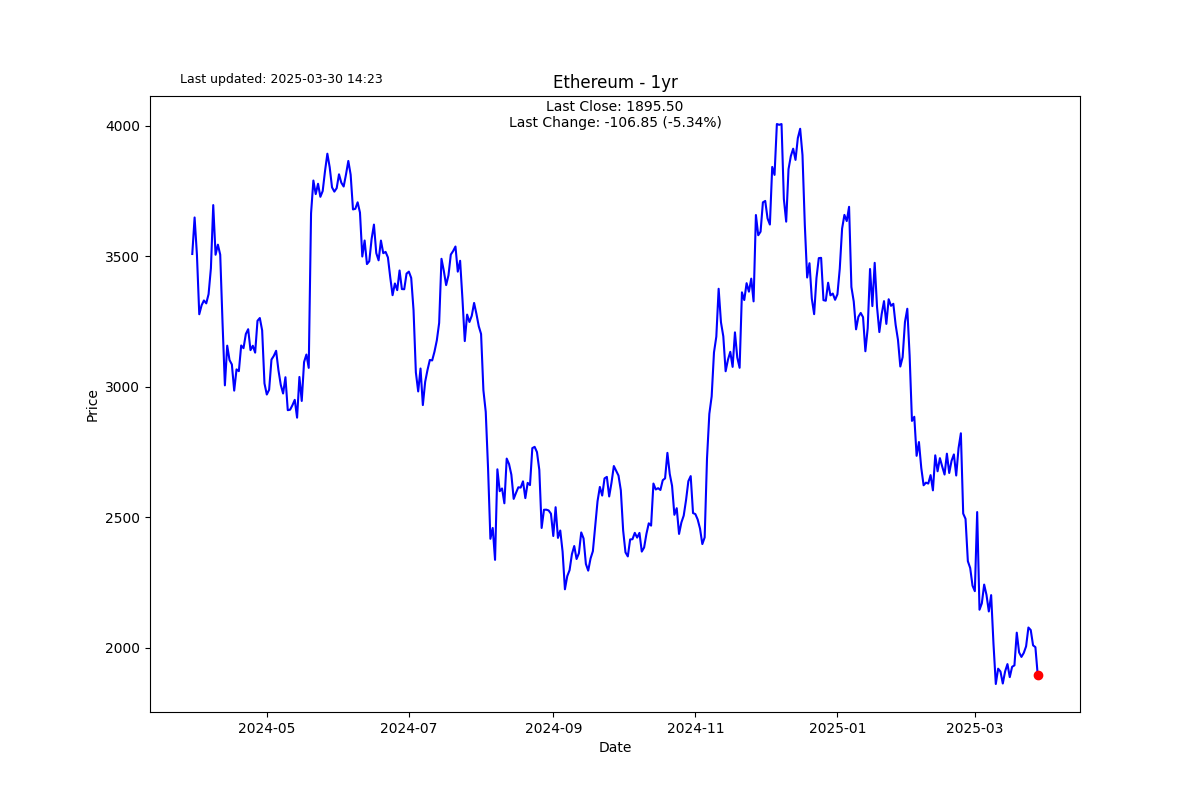 Last updated: 2025-03-30 14:23
Ethereum - 1yr
Last Close: 1895.50
Last Change: -106.85 (-5.34%)
4000
3500
3000
2500
2000
Price
2024-05
2024-07
2024-09
2024-11
2025-01
2025-03
Date